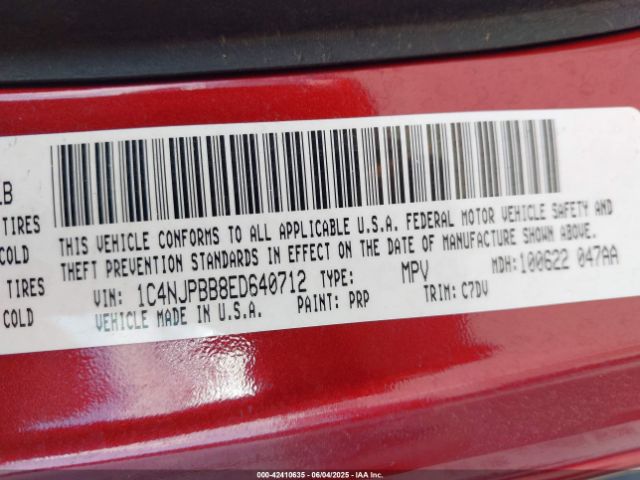 LB
TIRES
COLD
TIRES
COLD
THIS VEHICLE CONFORMS TO ALL APPLICABLE U.S.A. FEDERAL MOTOR VEHICLE SAFETY AND
THEFT PREVENTION STANDARDS IN EFFECT ON THE DATE OF MANUFACTURE SHOWN ABOVE.
VIN: 1C4NJPBB8ED640712 TYPE: MPV MDH:100622 047AA
VEHICLE MADE IN U.S.A. PAINT: PRP TRIM: C7DV
000-42410635 - 06/04/2025 - IAA Inc.